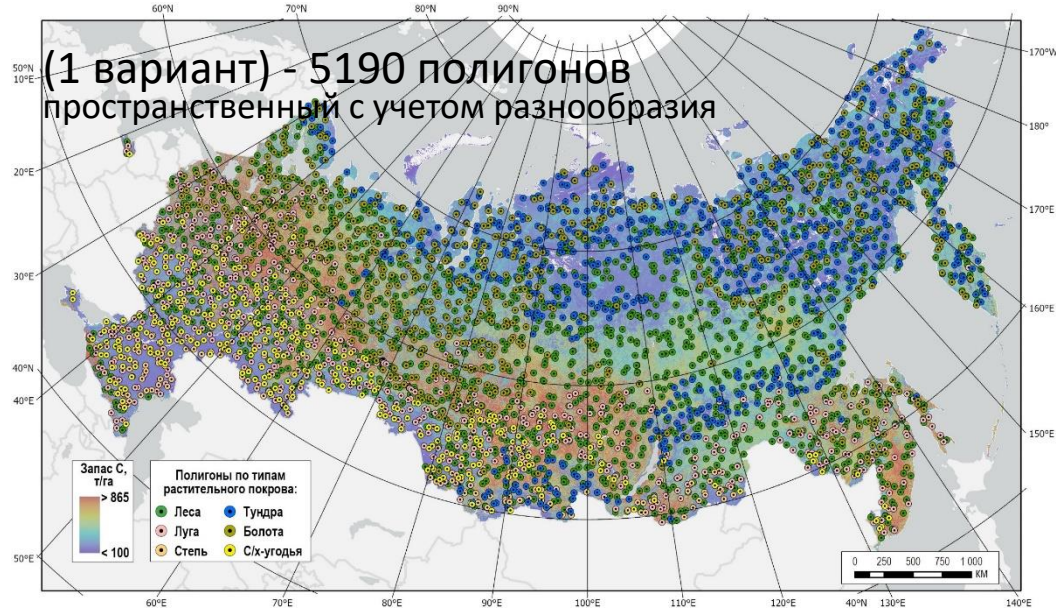 60°N 70°N 80°N 90°N
170°W
50°N
10°E
(1 вариант) - 5190 полигонов
пространственный с учетом разнообразия
180°
20°E
170°E
30°E
160°E
40°N
40°E
150°E
Запас С,
т/га
> 865
< 100
Полигоны по типам
растительного покрова:
Леса Тундра
Луга Болота
Степь С/х-угодья
50°E
0 250 500 750 1 000
КМ
60°E 70°E 80°E 90°E 100°E 110°E 120°E 40°N 130°E 140°E